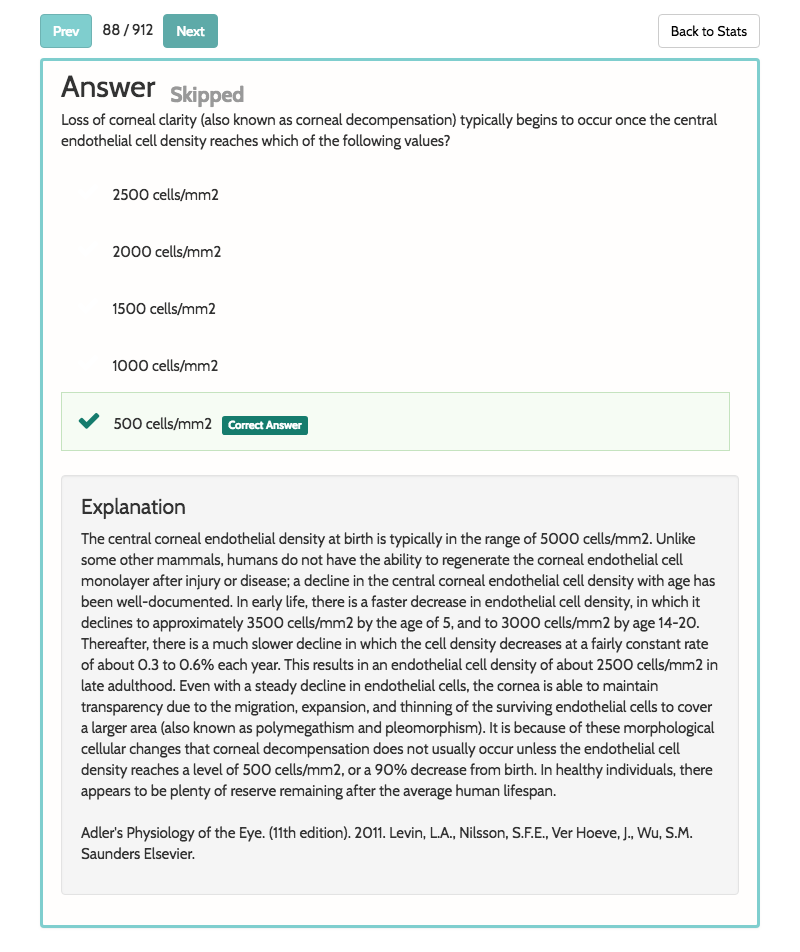 Prev 88 / 912 Next Back to Stats
Answer Skipped
Loss of corneal clarity (also known as corneal decompensation) typically begins to occur once the central
endothelial cell density reaches which of the following values?
2500 cells/mm2
2000 cells/mm2
1500 cells/mm2
1000 cells/mm2
500 cells/mm2 Correct Answer
Explanation
The central corneal endothelial density at birth is typically in the range of 5000 cells/mm2. Unlike
some other mammals, humans do not have the ability to regenerate the corneal endothelial cell
monolayer after injury or disease; a decline in the central corneal endothelial cell density with age has
been well-documented. In early life, there is a faster decrease in endothelial cell density, in which it
declines to approximately 3500 cells/mm2 by the age of 5, and to 3000 cells/mm2 by age 14-20.
Thereafter, there is a much slower decline in which the cell density decreases at a fairly constant rate
of about 0.3 to 0.6% each year. This results in an endothelial cell density of about 2500 cells/mm2 in
late adulthood. Even with a steady decline in endothelial cells, the cornea is able to maintain
transparency due to the migration, expansion, and thinning of the surviving endothelial cells to cover
a larger area (also known as polymegathism and pleomorphism). It is because of these morphological
cellular changes that corneal decompensation does not usually occur unless the endothelial cell
density reaches a level of 500 cells/mm2, or a 90% decrease from birth. In healthy individuals, there
appears to be plenty of reserve remaining after the average human lifespan.
Adler's Physiology of the Eye. (11th edition). 2011. Levin, L.A., Nilsson, S.F.E., Ver Hoeve, J., Wu, S.M.
Saunders Elsevier.